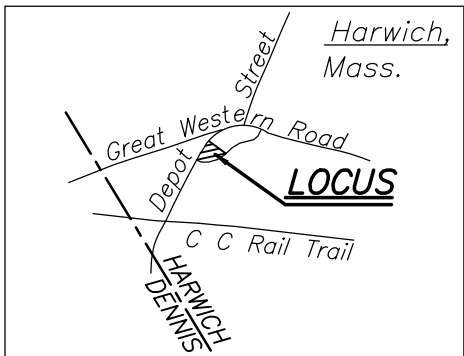 Harwich,
Mass.
Street
Great Western Road
Depot
LOCUS
C C Rail Trail
HARWICH
DENNIS